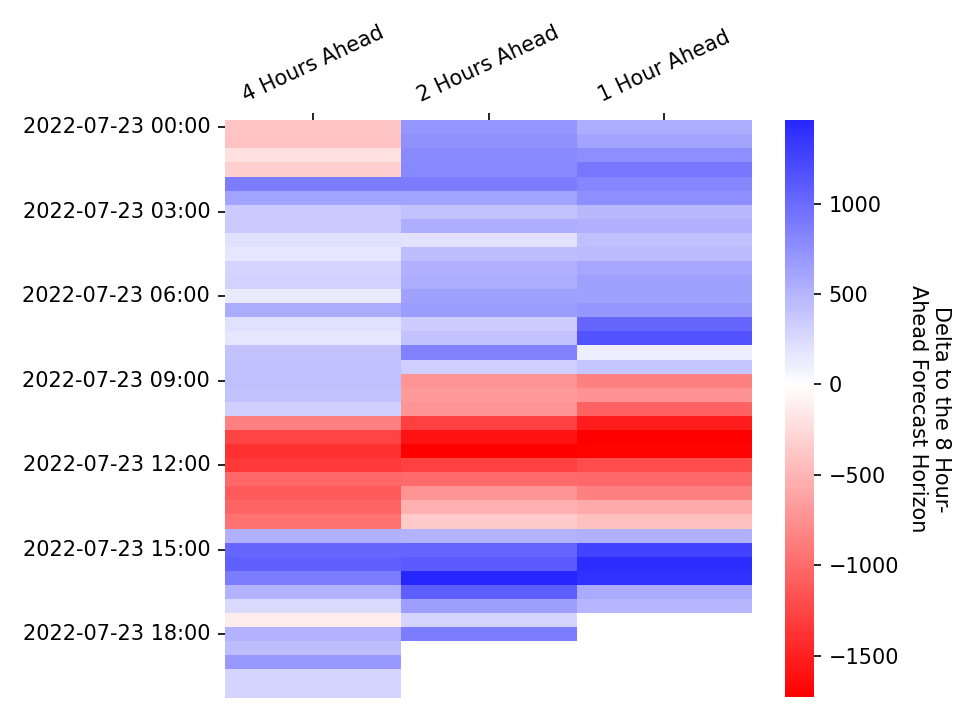 4 Hours Ahead
2 Hours Ahead
1 Hour Ahead
2022-07-23 00:00
2022-07-23 03:00
2022-07-23 06:00
2022-07-23 09:00
2022-07-23 12:00
2022-07-23 15:00
2022-07-23 18:00
1000
500
0
−500
−1000
−1500
Delta to the 8 Hour-
Ahead Forecast Horizon